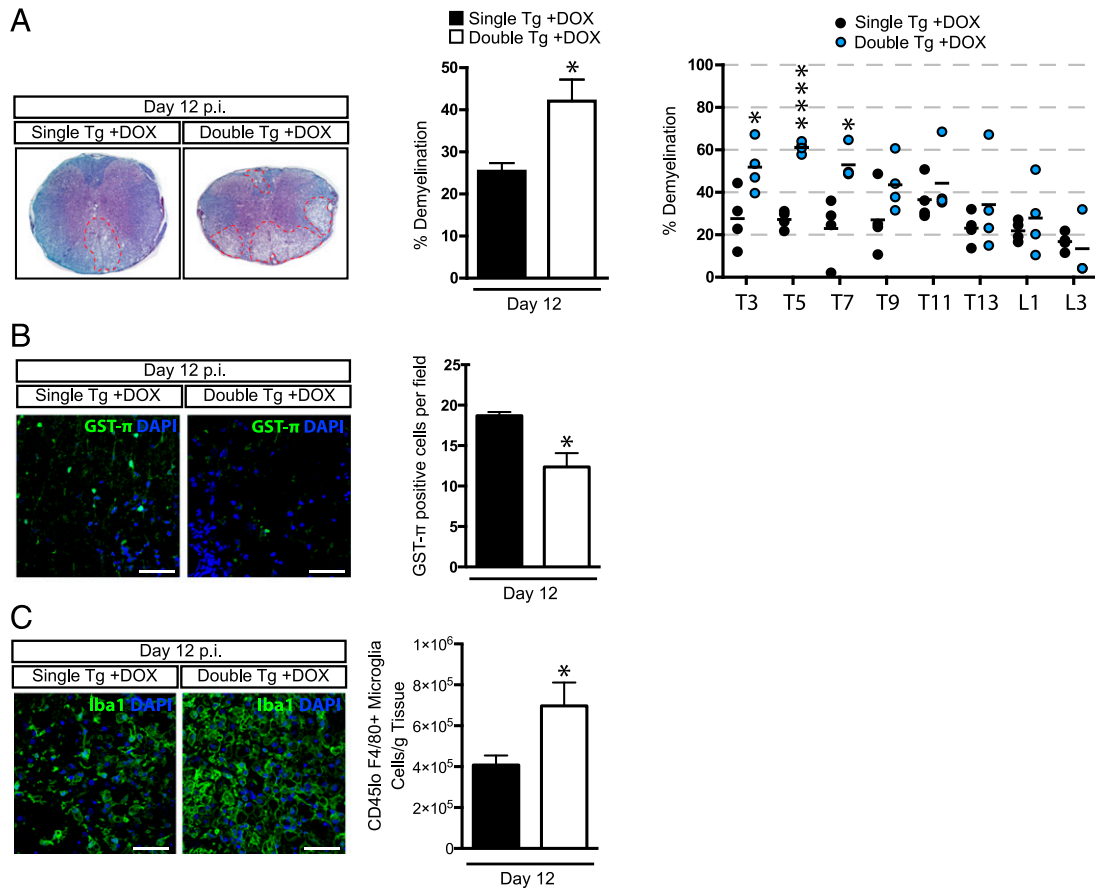 A
Day 12 p.i.
Single Tg +DOX
Double Tg +DOX
Single Tg +DOX
Double Tg +DOX
% Demyelination
50
40
30
20
10
0
*
Day 12
Single Tg +DOX
Double Tg +DOX
% Demyelination
100
80
60
40
20
0
*
****
*
T3 T5 T7 T9 T11 T13 L1 L3
B
Day 12 p.i.
Single Tg +DOX
Double Tg +DOX
GST-π DAPI
GST-π DAPI
GST-π positive cells per field
25
20
15
10
5
0
*
Day 12
C
Day 12 p.i.
Single Tg +DOX
Double Tg +DOX
Iba1 DAPI
Iba1 DAPI
CD45lo F4/80+ Microglia
Cells/g Tissue
1×10⁶
8×10⁵
6×10⁵
4×10⁵
2×10⁵
0
*
Day 12